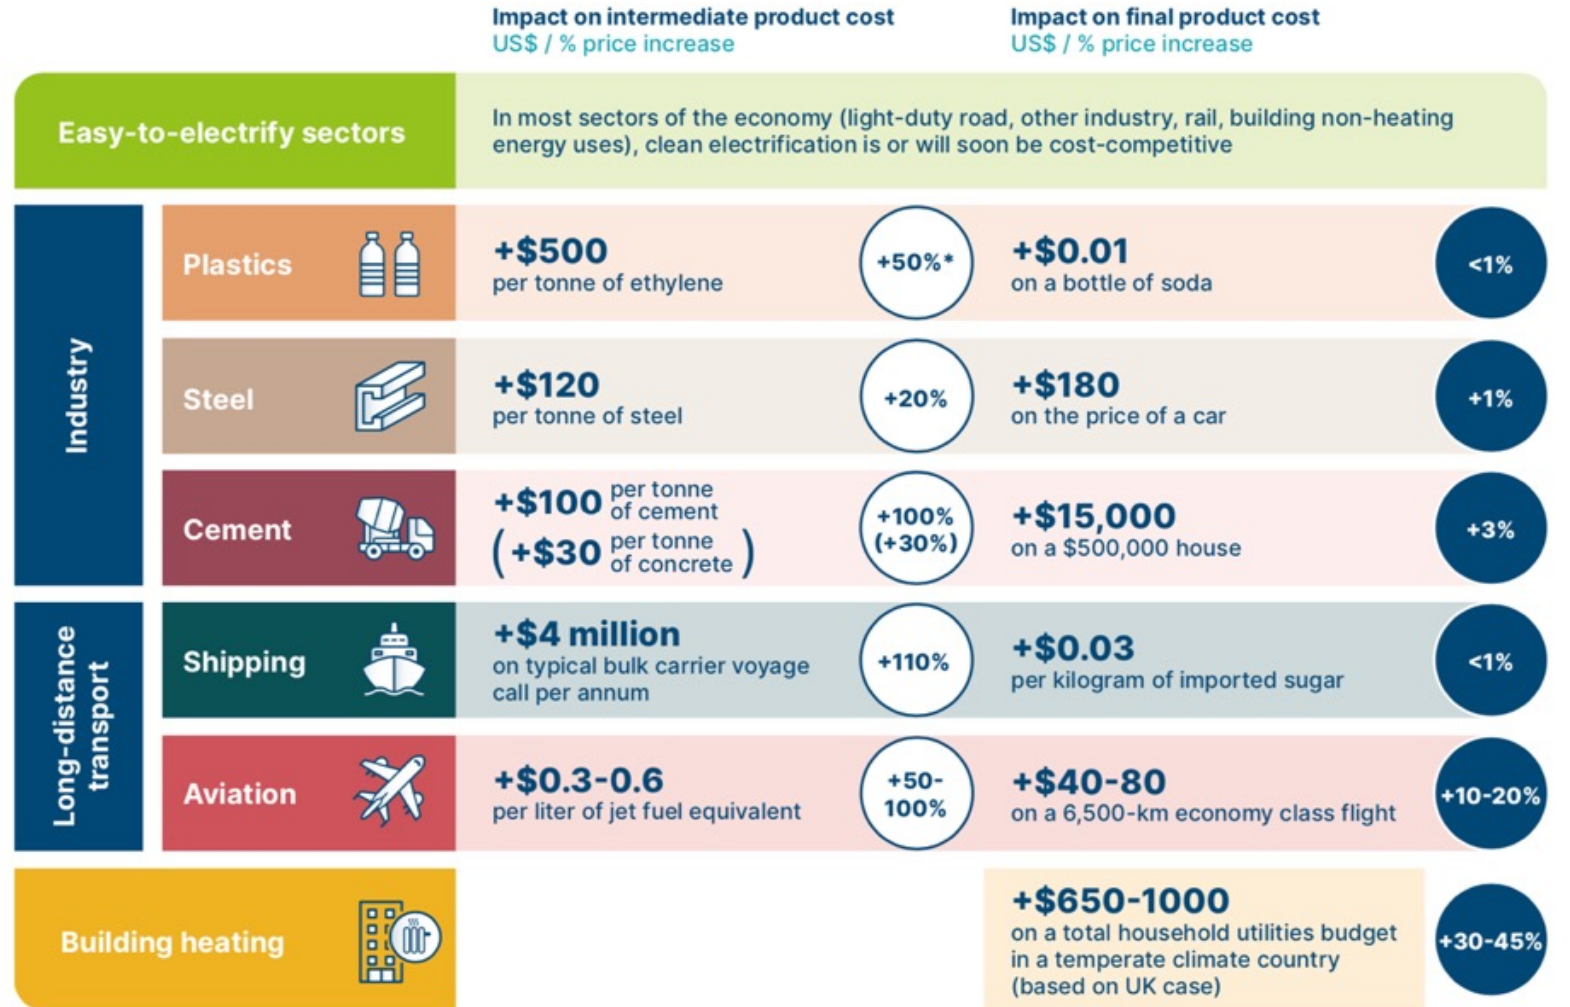 Impact on intermediate product cost
US$ / % price increase
Impact on final product cost
US$ / % price increase
Easy-to-electrify sectors
In most sectors of the economy (light-duty road, other industry, rail, building non-heating
energy uses), clean electrification is or will soon be cost-competitive
Industry
Plastics
+$500
per tonne of ethylene
+50%*
+$0.01
on a bottle of soda
<1%
Steel
+$120
per tonne of steel
+20%
+$180
on the price of a car
+1%
Cement
+$100 per tonne
of cement
(+$30 per tonne
of concrete)
+100%
(+30%)
+$15,000
on a $500,000 house
+3%
Long-distance
transport
Shipping
+$4 million
on typical bulk carrier voyage
call per annum
+110%
+$0.03
per kilogram of imported sugar
<1%
Aviation
+$0.3-0.6
per liter of jet fuel equivalent
+50-
100%
+$40-80
on a 6,500-km economy class flight
+10-20%
Building heating
+$650-1000
on a total household utilities budget
in a temperate climate country
(based on UK case)
+30-45%